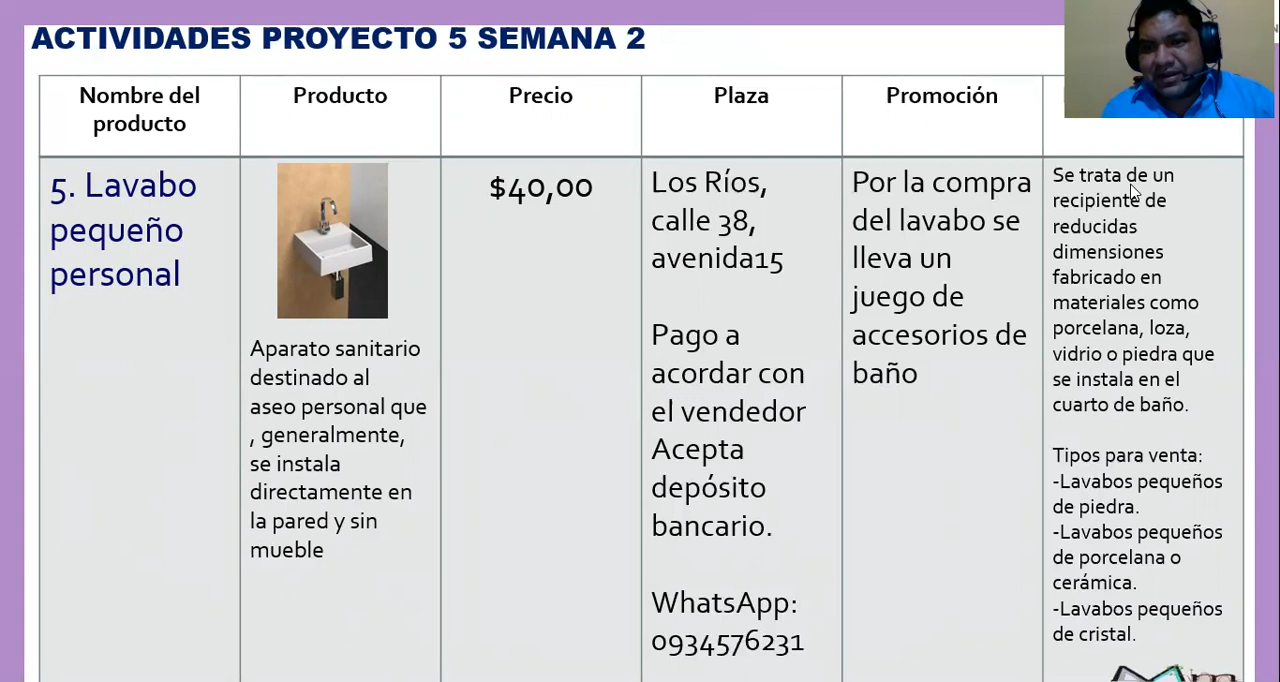 ACTIVIDADES PROYECTO 5 SEMANA 2
Nombre del
producto
Producto
Precio
Plaza
Promoción
5. Lavabo
pequeño
personal
Aparato sanitario
destinado al
aseo personal que
, generalmente,
se instala
directamente en
la pared y sin
mueble
$40,00
Los Ríos,
calle 38,
avenida15
Pago a
acordar con
el vendedor
Acepta
depósito
bancario.
WhatsApp:
0934576231
Por la compra
del lavabo se
lleva un
juego de
accesorios de
baño
Se trata de un
recipiente de
reducidas
dimensiones
fabricado en
materiales como
porcelana, loza,
vidrio o piedra que
se instala en el
cuarto de baño.
Tipos para venta:
-Lavabos pequeños
de piedra.
-Lavabos pequeños
de porcelana o
cerámica.
-Lavabos pequeños
de cristal.